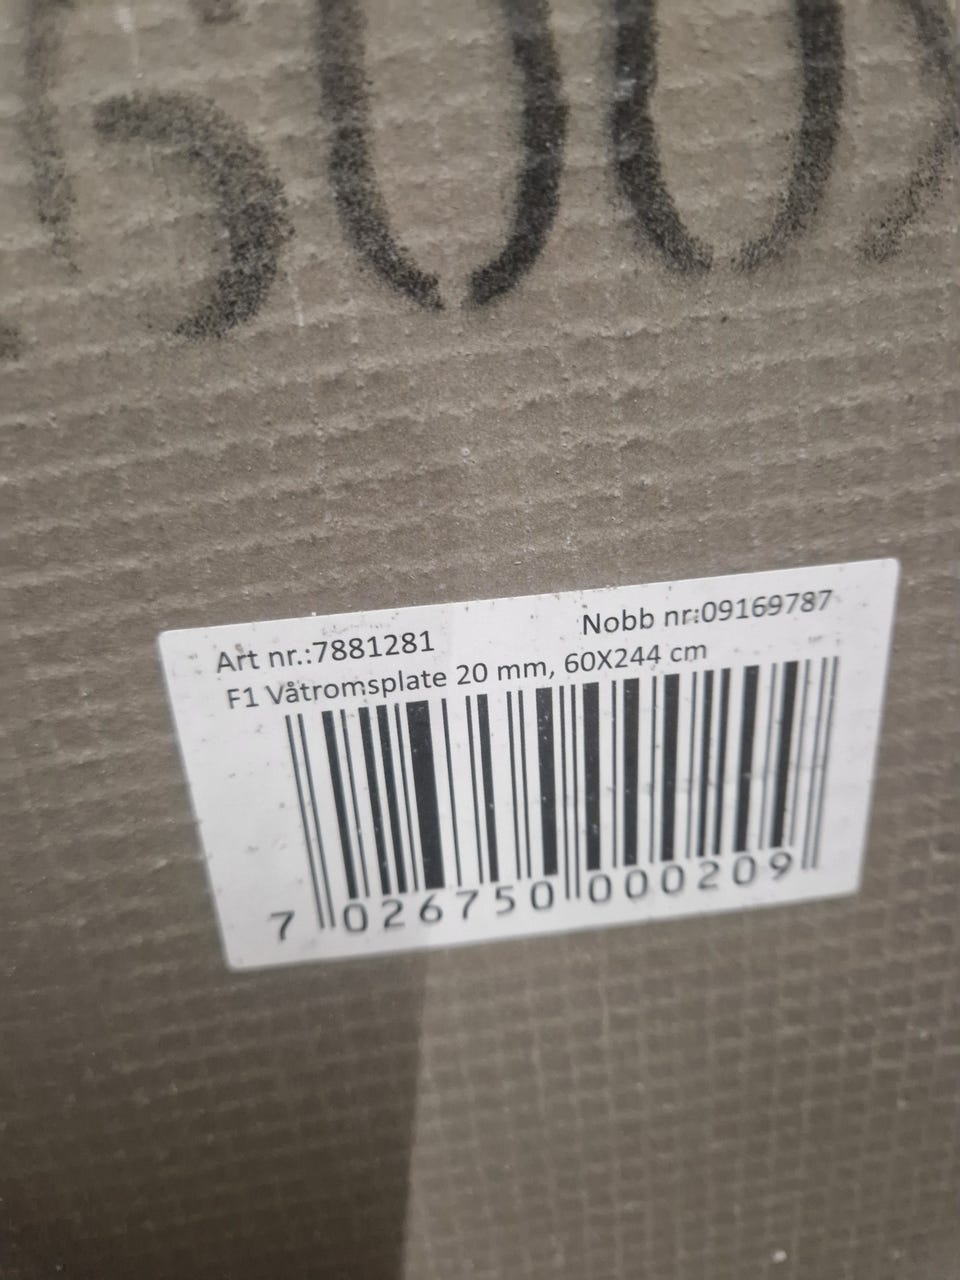 Art nr.:7881281 Nobb nr:09169787
F1 Våtromsplate 20 mm, 60X244 cm
7 026750 000209